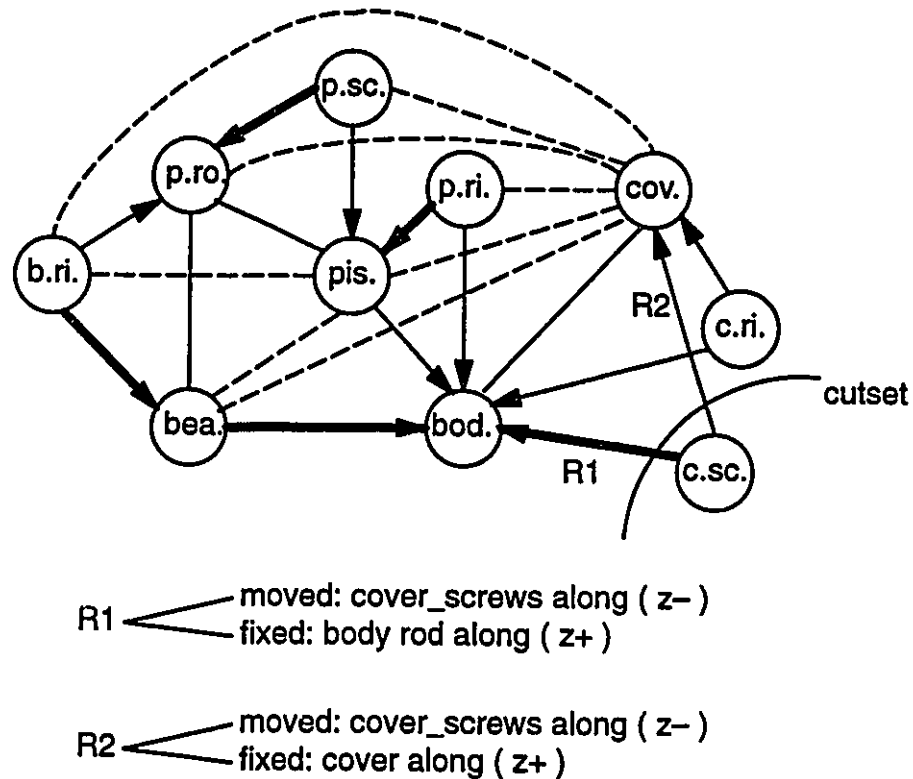 p.sc.
p.ro.
p.ri.
cov.
b.ri.
pis.
R2
c.ri.
cutset
bea.
bod.
R1
c.sc.
R1
moved: cover_screws along ( z– )
fixed: body rod along ( z+ )
R2
moved: cover_screws along ( z– )
fixed: cover along ( z+ )